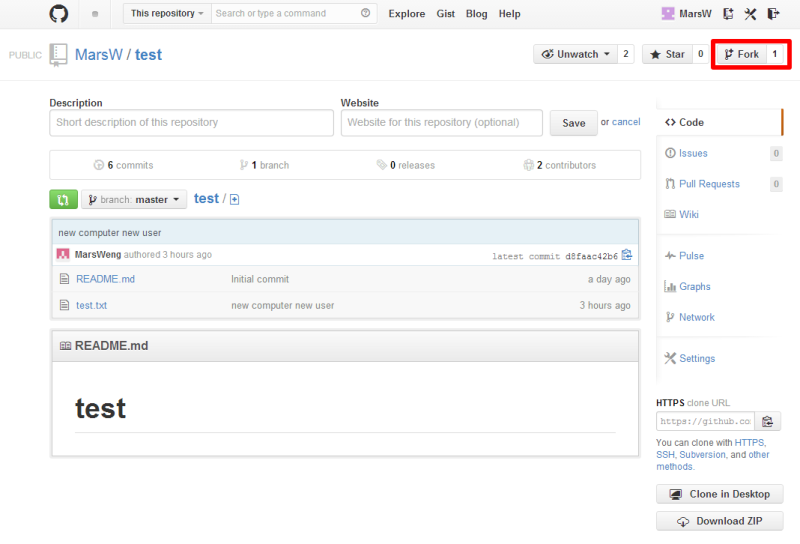 This repository Search or type a command Explore Gist Blog Help MarsW
PUBLIC MarsW / test Unwatch 2 Star 0 Fork 1
Description Website
Short description of this repository Website for this repository (optional) Save or cancel
6 commits 1 branch 0 releases 2 contributors
branch: master test /
new computer new user
MarsWeng authored 3 hours ago latest commit d8faac42b6
README.md Initial commit a day ago
test.txt new computer new user 3 hours ago
README.md
test
Code
Issues 0
Pull Requests 0
Wiki
Pulse
Graphs
Network
Settings
HTTPS clone URL
https://github.co
You can clone with HTTPS,
SSH, Subversion, and other
methods.
Clone in Desktop
Download ZIP